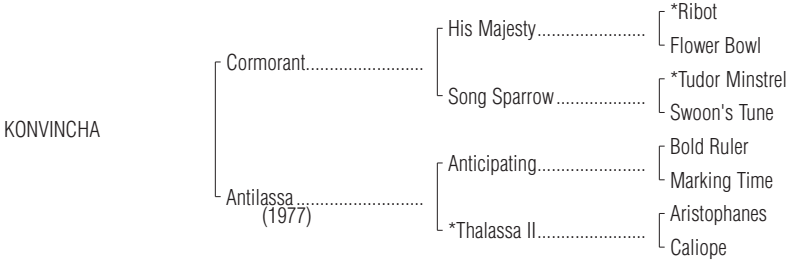 *Ribot
His Majesty.......................
Flower Bowl
Cormorant.........................
*Tudor Minstrel
Song Sparrow...................
Swoon's Tune
KONVINCHA
Bold Ruler
Anticipating.......................
Marking Time
Antilassa...........................
(1977)
Aristophanes
*Thalassa II.......................
Caliope